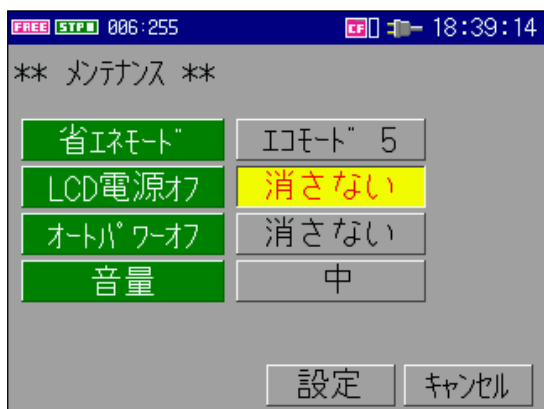 FREE STP 006:255 CF 18:39:14
** メンテナンス **
省エネモード エコモード 5
LCD電源オフ 消さない
オートパワーオフ 消さない
音量 中
設定 キャンセル